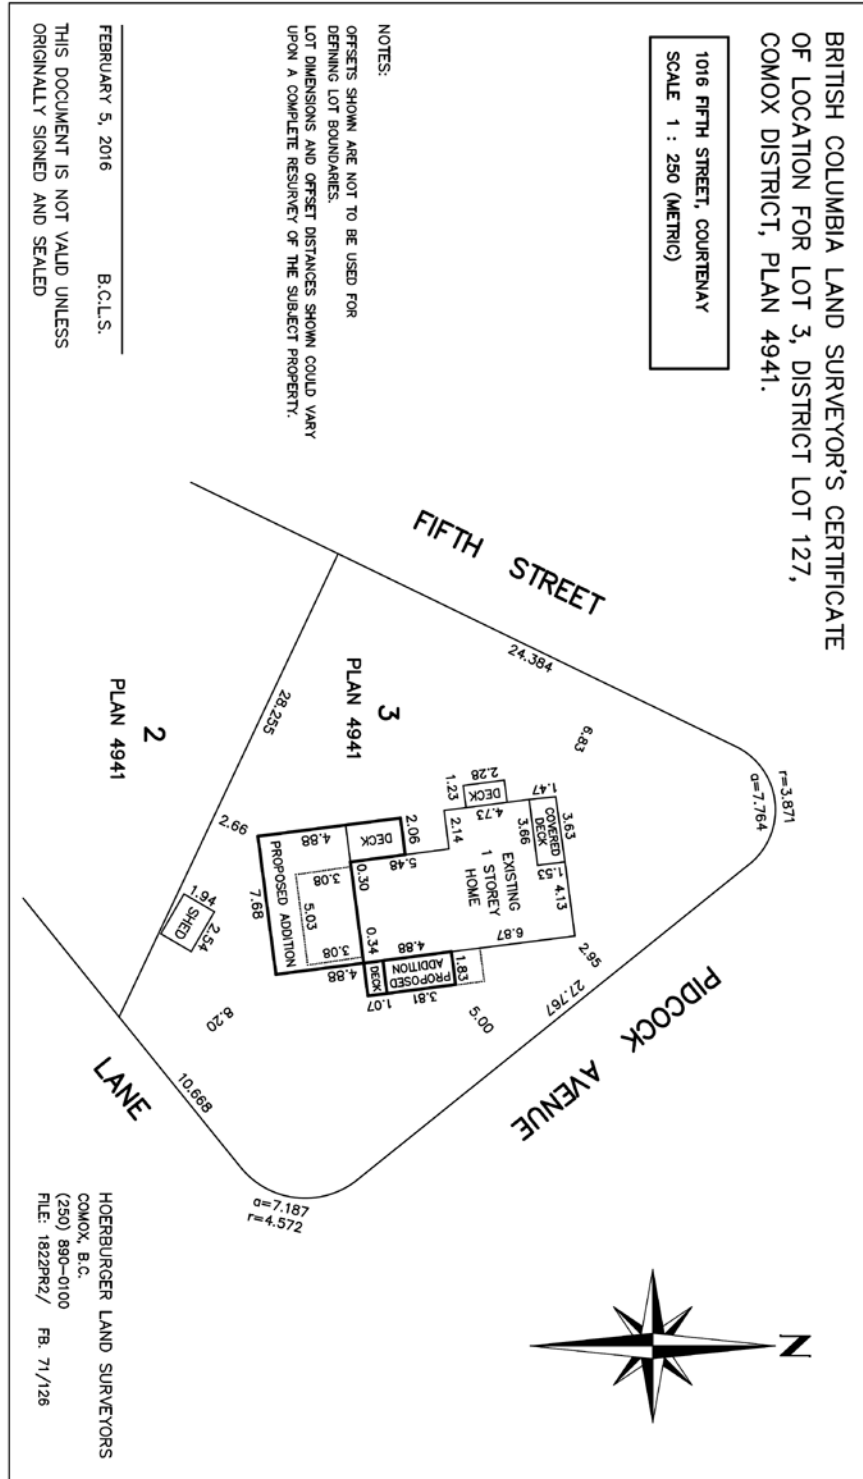 BRITISH COLUMBIA LAND SURVEYOR'S CERTIFICATE
OF LOCATION FOR LOT 3, DISTRICT LOT 127,
COMOX DISTRICT, PLAN 4941.
1016 FIFTH STREET, COURTENAY
SCALE 1 : 250 (METRIC)
NOTES:
OFFSETS SHOWN ARE NOT TO BE USED FOR
DEFINING LOT BOUNDARIES.
LOT DIMENSIONS AND OFFSET DISTANCES SHOWN COULD VARY
UPON A COMPLETE RESURVEY OF THE SUBJECT PROPERTY.
FEBRUARY 5, 2016 B.C.L.S.
THIS DOCUMENT IS NOT VALID UNLESS
ORIGINALLY SIGNED AND SEALED
FIFTH STREET
24.384
r=3.871
a=7.764
6.83
3
PLAN 4941
28.255
2
PLAN 4941
2.28
DECK
1.23
4.73
1.47
3.63
COVERED
DECK
3.66
1.53
4.13
2.14
EXISTING
1 STOREY
HOME
6.87
2.06
DECK
5.48
4.88
2.66
PROPOSED ADDITION
7.68
3.08
0.30
5.03
3.08
0.34
4.88
4.88
PROPOSED
ADDITION
1.83
DECK
3.81
1.07
1.94
SHED
2.54
2.95
27.767
5.00
PIDCOCK AVENUE
8.20
10.668
LANE
a=7.187
r=4.572
N
HOERBURGER LAND SURVEYORS
COMOX, B.C.
(250) 890-0100
FILE: 1822PR2/ FB. 71/126